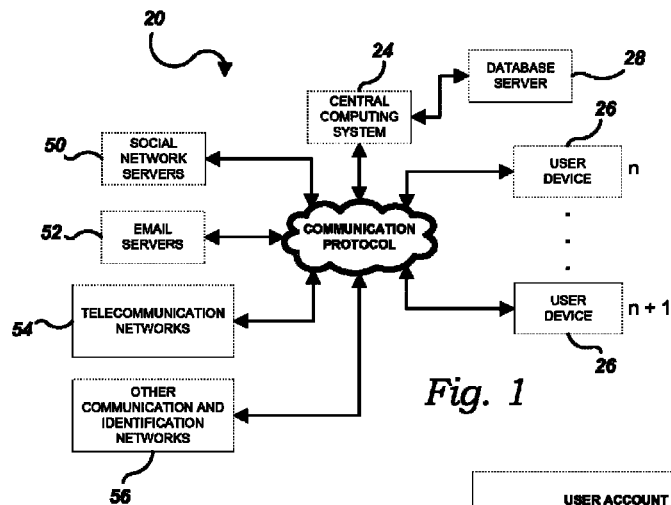 20
24
28
DATABASE
SERVER
CENTRAL
COMPUTING
SYSTEM
26
50
SOCIAL
NETWORK
SERVERS
USER
DEVICE
n
52
EMAIL
SERVERS
COMMUNICATION
PROTOCOL
54
TELECOMMUNICATION
NETWORKS
USER
DEVICE
n + 1
26
Fig. 1
OTHER
COMMUNICATION AND
IDENTIFICATION
NETWORKS
56
USER ACCOUNT